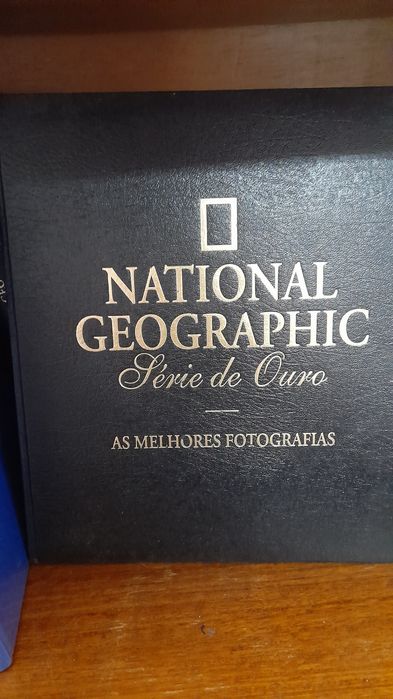 NATIONAL
GEOGRAPHIC
Série de Ouro
AS MELHORES FOTOGRAFIAS